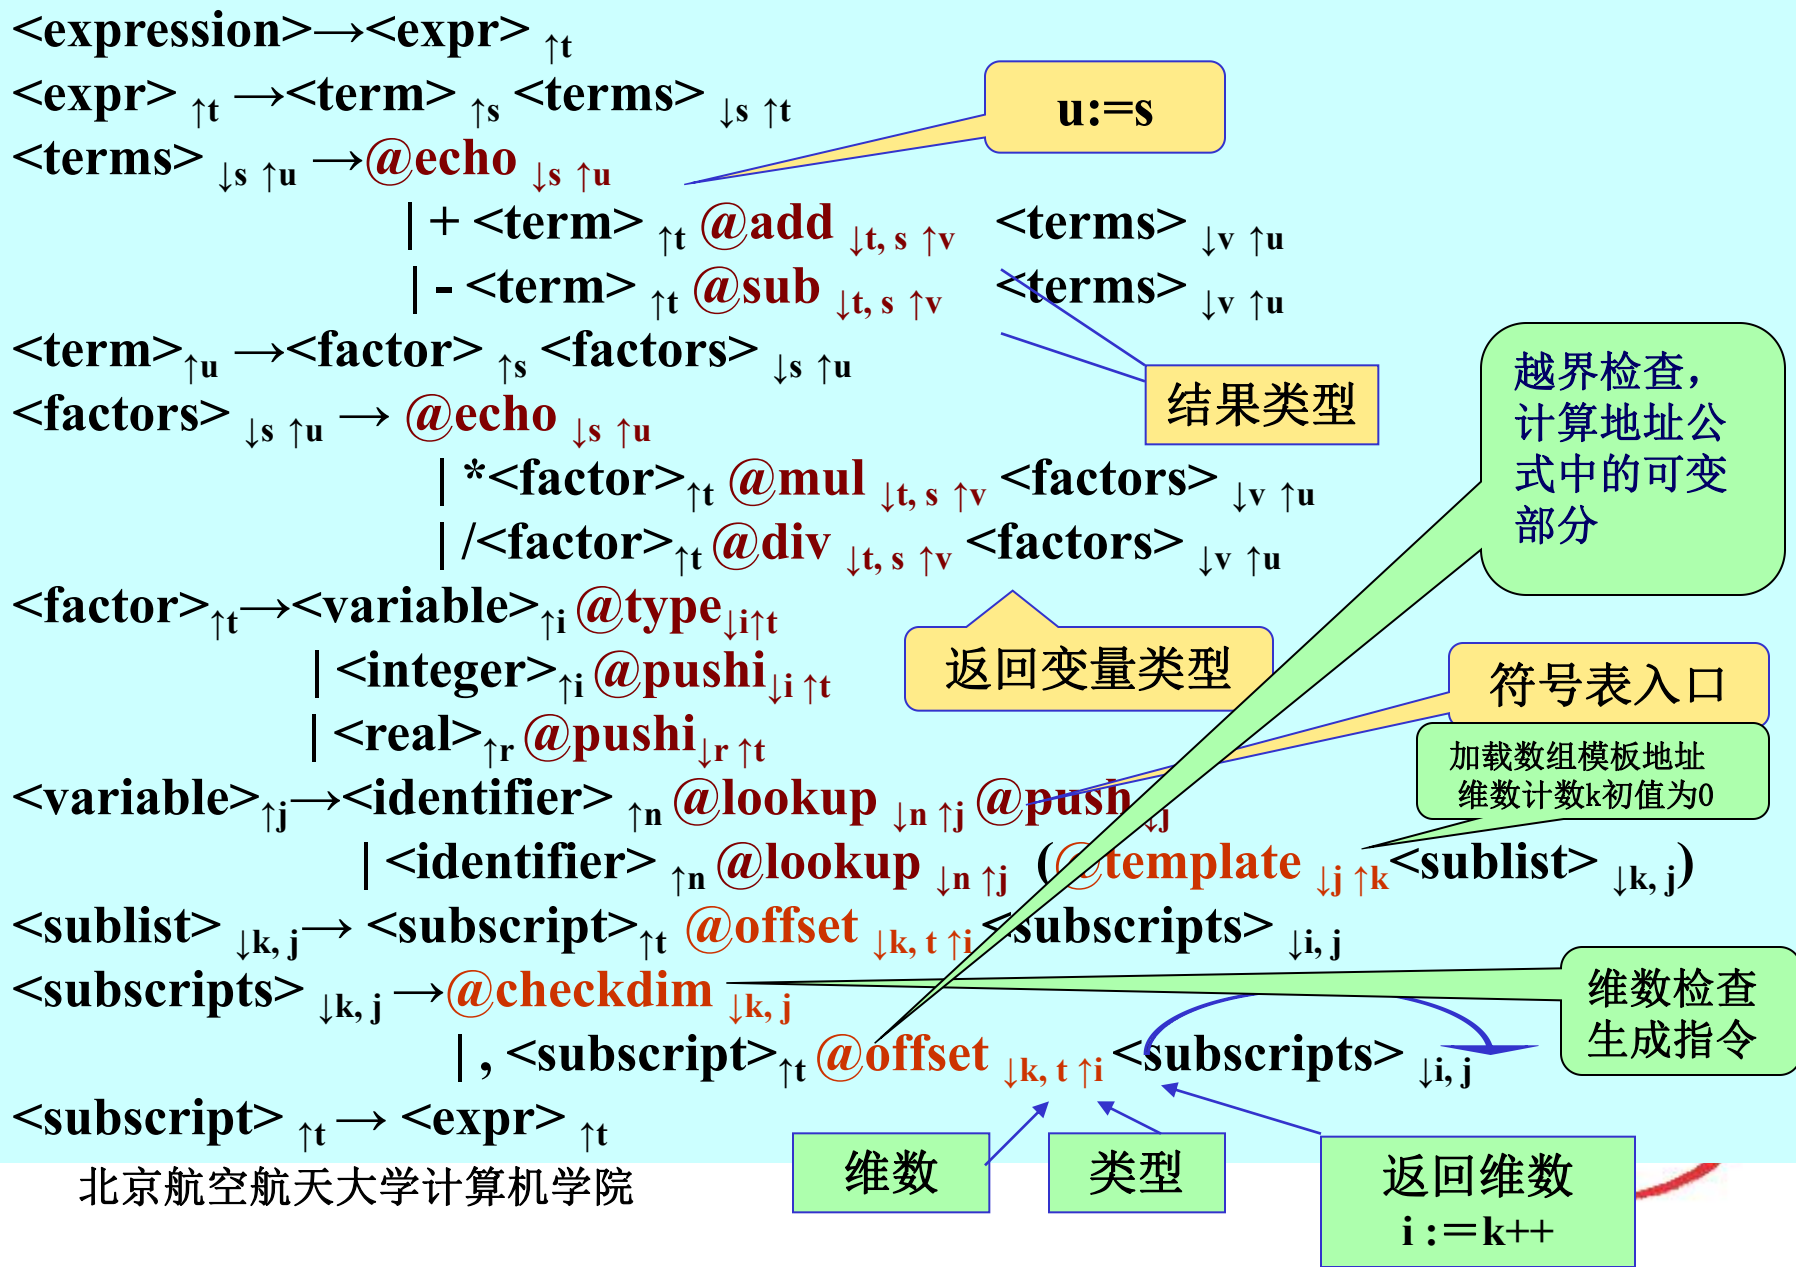 <expression>→<expr> ↑t
<expr> ↑t →<term> ↑s <terms> ↓s ↑t
u:=s
<terms> ↓s ↑u →@echo ↓s ↑u
| + <term> ↑t @add ↓t, s ↑v <terms> ↓v ↑u
| - <term> ↑t @sub ↓t, s ↑v <terms> ↓v ↑u
<term>↑u →<factor> ↑s <factors> ↓s ↑u
结果类型
<factors> ↓s ↑u → @echo ↓s ↑u
越界检查，
计算地址公
式中的可变
部分
| *<factor>↑t @mul ↓t, s ↑v <factors> ↓v ↑u
| /<factor>↑t @div ↓t, s ↑v <factors> ↓v ↑u
<factor>↑t→<variable>↑i @type↓i↑t
返回变量类型
| <integer>↑i @pushi↓i ↑t
符号表入口
| <real>↑r @pushi↓r ↑t
加载数组模板地址
维数计数k初值为0
<variable>↑j→<identifier> ↑n @lookup ↓n ↑j @push ↓j
| <identifier> ↑n @lookup ↓n ↑j (@template ↓j ↑k<sublist> ↓k, j)
<sublist> ↓k, j→ <subscript>↑t @offset ↓k, t ↑i <subscripts> ↓i, j
<subscripts> ↓k, j →@checkdim ↓k, j
维数检查
生成指令
| , <subscript>↑t @offset ↓k, t ↑i <subscripts> ↓i, j
<subscript> ↑t → <expr> ↑t
维数
类型
返回维数
i :＝k++
北京航空航天大学计算机学院